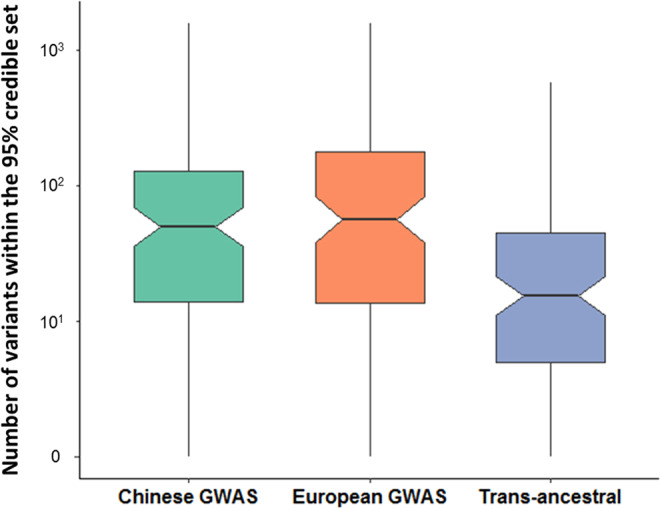 Number of variants within the 95% credible set
10³
10²
10¹
0
Chinese GWAS
European GWAS
Trans-ancestral